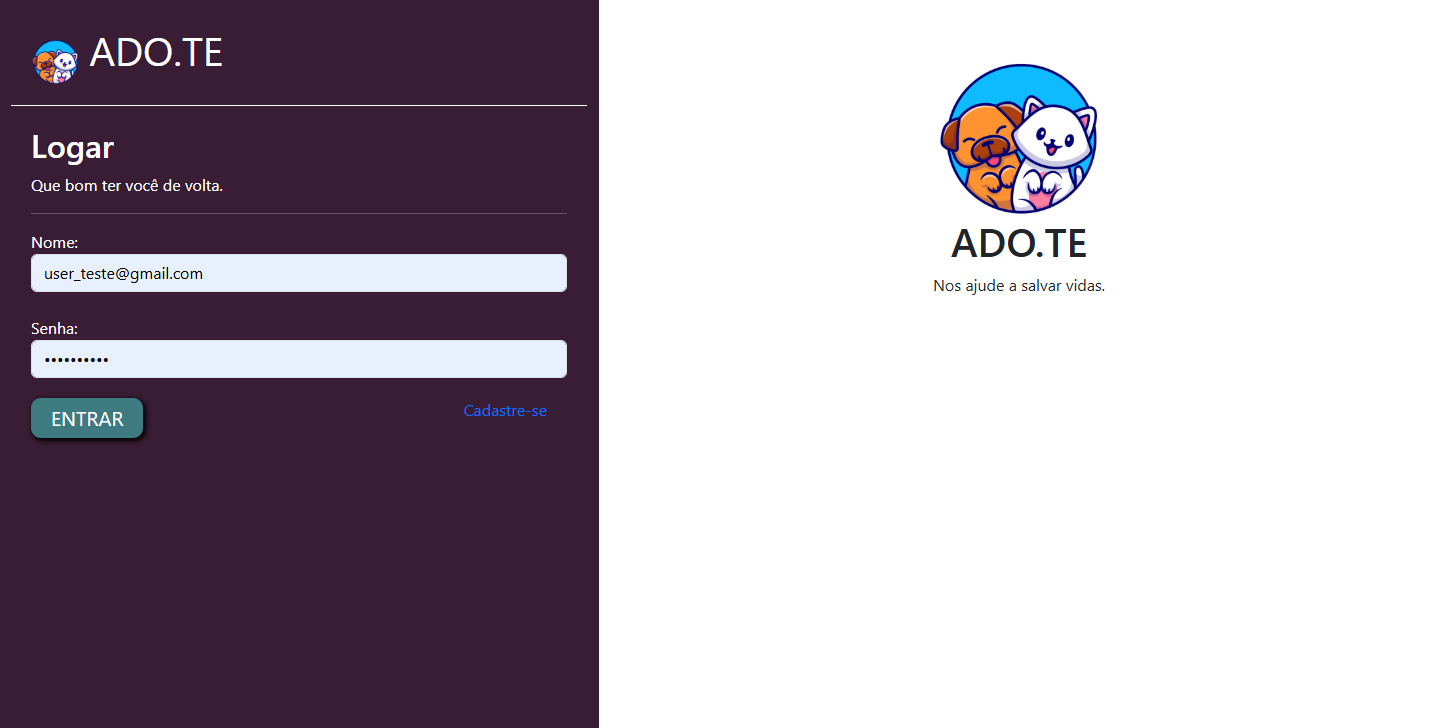 ADO.TE
Logar
Que bom ter você de volta.
Nome:
user_teste@gmail.com
Senha:
••••••••••
ENTRAR
Cadastre-se
ADO.TE
Nos ajude a salvar vidas.